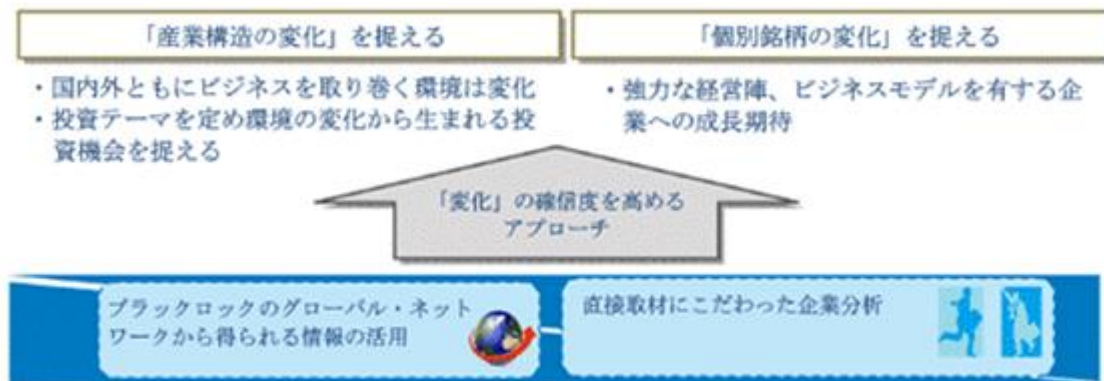 「産業構造の変化」を捉える
・国内外ともにビジネスを取り巻く環境は変化
・投資テーマを定め環境の変化から生まれる投
資機会を捉える
「個別銘柄の変化」を捉える
・強力な経営陣、ビジネスモデルを有する企
業への成長期待
「変化」の確信度を高める
アプローチ
ブラックロックのグローバル・ネット
ワークから得られる情報の活用
直接取材にこだわった企業分析